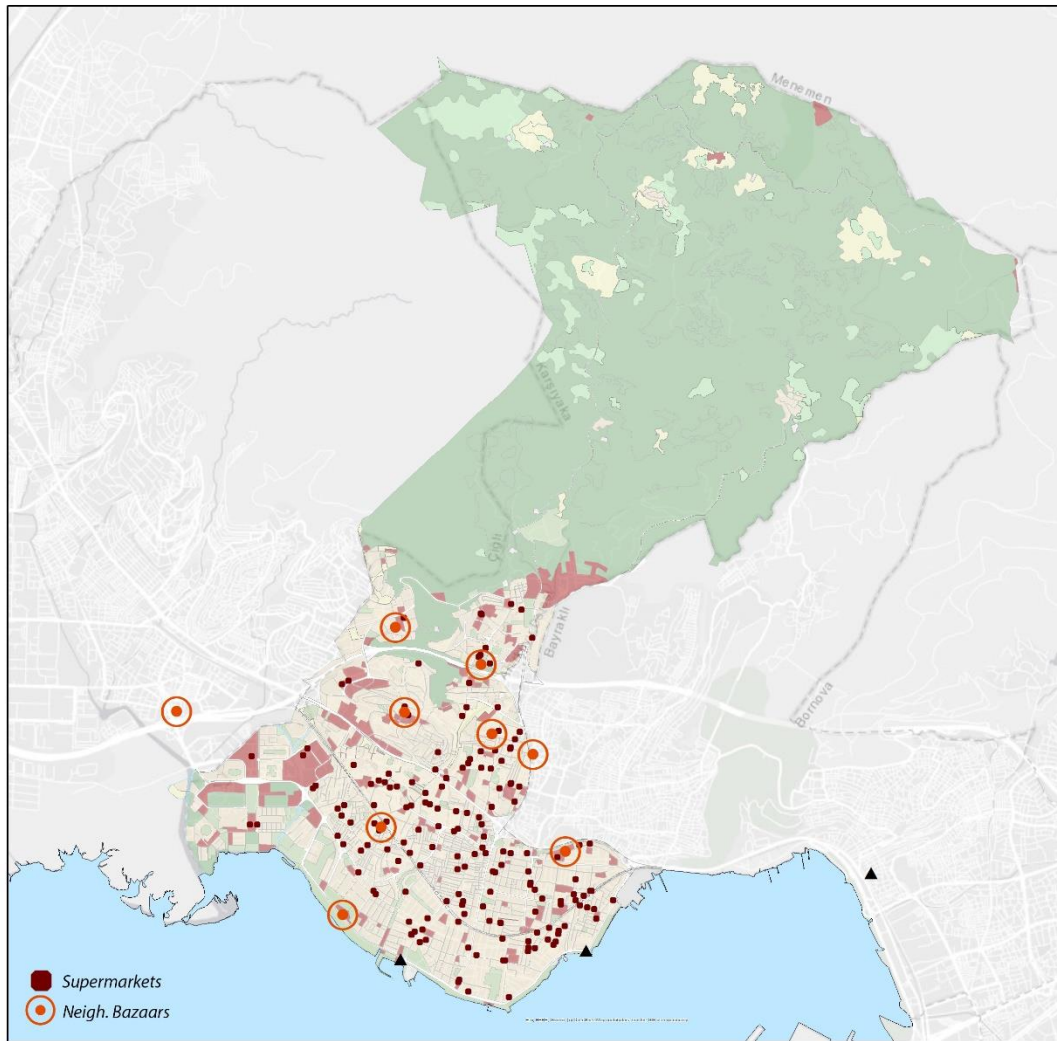 Menemen
Karşıyaka
Çiğli
Bayraklı
Bornova
Supermarkets
Neigh. Bazaars